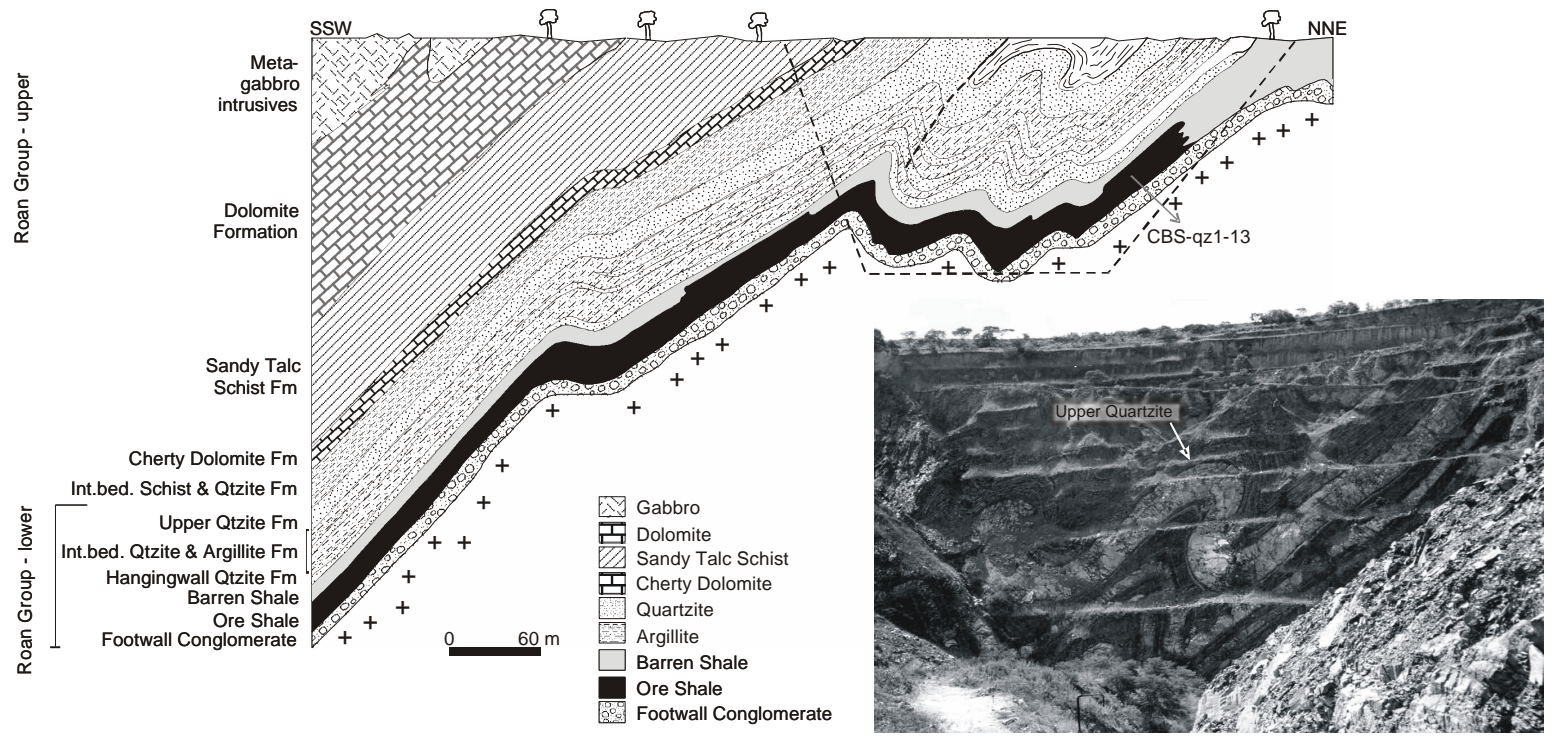 SSW
NNE
Roan Group - upper
Meta-
gabbro
intrusives
Dolomite
Formation
Sandy Talc
Schist Fm
Cherty Dolomite Fm
Int.bed. Schist & Qtzite Fm
Roan Group - lower
Upper Qtzite Fm
Int.bed. Qtzite & Argillite Fm
Hangingwall Qtzite Fm
Barren Shale
Ore Shale
Footwall Conglomerate
CBS-qz1-13
0 60 m
Gabbro
Dolomite
Sandy Talc Schist
Cherty Dolomite
Quartzite
Argillite
Barren Shale
Ore Shale
Footwall Conglomerate
Upper Quartzite